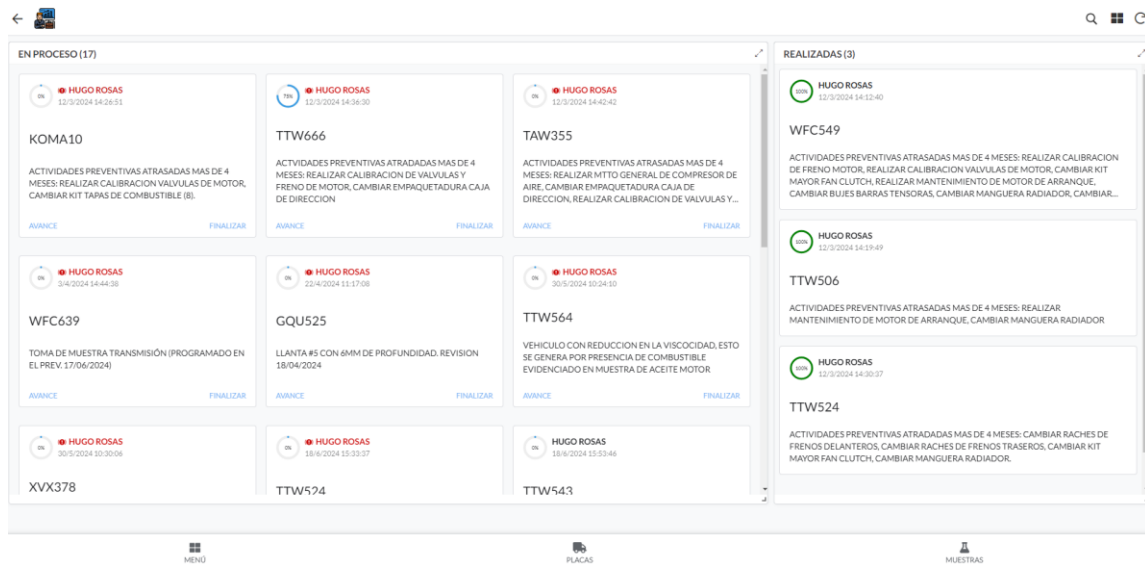 EN PROCESO (17)
0%
HUGO ROSAS
12/3/2024 14:26:51
KOMA10
ACTIVIDADES PREVENTIVAS ATRASADAS MAS DE 4
MESES: REALIZAR CALIBRACION VALVULAS DE MOTOR,
CAMBIAR KIT TAPAS DE COMBUSTIBLE (8).
AVANCE
FINALIZAR
75%
HUGO ROSAS
12/3/2024 14:36:30
TTW666
ACTVIDADES PREVENTIVAS ATRADADAS MAS DE 4
MESES: REALIZAR CALIBRACION DE VALVULAS Y
FRENO DE MOTOR, CAMBIAR EMPAQUETADURA CAJA
DE DIRECCION
AVANCE
FINALIZAR
0%
HUGO ROSAS
12/3/2024 14:42:42
TAW355
ACTIVIDADES PREVENTIVAS ATRASADAS MAS DE 4
MESES: REALIZAR MTTO GENERAL DE COMPRESOR DE
AIRE, CAMBIAR EMPAQUETADURA CAJA DE
DIRECCION, REALIZAR CALIBRACION DE VALVULAS Y...
AVANCE
FINALIZAR
0%
HUGO ROSAS
3/4/2024 14:44:38
WFC639
TOMA DE MUESTRA TRANSMISIÓN (PROGRAMADO EN
EL PREV. 17/06/2024)
AVANCE
FINALIZAR
0%
HUGO ROSAS
22/4/2024 11:17:08
GQU525
LLANTA #5 CON 6MM DE PROFUNDIDAD. REVISION
18/04/2024
AVANCE
FINALIZAR
0%
HUGO ROSAS
30/5/2024 10:24:10
TTW564
VEHICULO CON REDUCCION EN LA VISCOCIDAD, ESTO
SE GENERA POR PRESENCIA DE COMBUSTIBLE
EVIDENCIADO EN MUESTRA DE ACEITE MOTOR
AVANCE
FINALIZAR
0%
HUGO ROSAS
30/5/2024 10:30:06
XVX378
0%
HUGO ROSAS
18/6/2024 15:33:37
TTW524
0%
HUGO ROSAS
18/6/2024 15:53:46
TTW543
REALIZADAS (3)
100%
HUGO ROSAS
12/3/2024 14:12:40
WFC549
ACTIVIDADES PREVENTIVAS ATRASADAS MAS DE 4 MESES: REALIZAR CALIBRACION
DE FRENO MOTOR, REALIZAR CALIBRACION VALVULAS DE MOTOR, CAMBIAR KIT
MAYOR FAN CLUTCH, REALIZAR MANTENIMIENTO DE MOTOR DE ARRANQUE,
CAMBIAR BUJES BARRAS TENSORAS, CAMBIAR MANGUERA RADIADOR, CAMBIAR...
100%
HUGO ROSAS
12/3/2024 14:19:49
TTW506
ACTIVIDADES PREVENTIVAS ATRASADAS MAS DE 4 MESES: REALIZAR
MANTENIMIENTO DE MOTOR DE ARRANQUE, CAMBIAR MANGUERA RADIADOR
100%
HUGO ROSAS
12/3/2024 14:30:37
TTW524
ACTIVIDADES PREVENTIVAS ATRADADAS MAS DE 4 MESES: CAMBIAR RACHES DE
FRENOS DELANTEROS, CAMBIAR RACHES DE FRENOS TRASEROS, CAMBIAR KIT
MAYOR FAN CLUTCH, CAMBIAR MANGUERA RADIADOR.
MENÚ
PLACAS
MUESTRAS